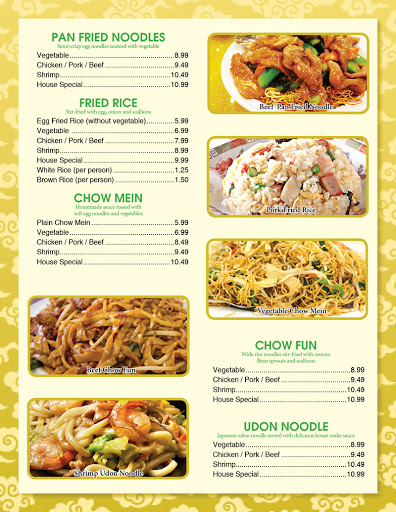 PAN FRIED NOODLES
Semi-crisp egg noodles sauteed with vegetable
Vegetable 8.99
Chicken / Pork / Beef 9.49
Shrimp 10.49
House Special 10.99
FRIED RICE
Stir-fried with egg, onion and scallions
Egg Fried Rice (without vegetable) 5.99
Vegetable 6.99
Chicken / Pork / Beef 7.99
Shrimp 8.99
House Special 9.99
White Rice (per person) 1.25
Brown Rice (per person) 1.50
CHOW MEIN
Homemade sauce tossed with
soft egg noodles and vegetables
Plain Chow Mein 5.99
Vegetable 6.99
Chicken / Pork / Beef 8.49
Shrimp 9.49
House Special 10.49
Beef Chow Fun
Shrimp Udon Noodle
Beef Pan Fried Noodle
Pork Fried Rice
Vegetable Chow Mein
CHOW FUN
Wide rice noodles stir-fried with onions,
Bean sprouts and scallions
Vegetable 8.99
Chicken / Pork / Beef 9.49
Shrimp 10.49
House Special 10.99
UDON NOODLE
Japanese udon noodle served with delicious house make sauce
Vegetable 8.99
Chicken / Pork / Beef 9.49
Shrimp 10.49
House Special 10.99